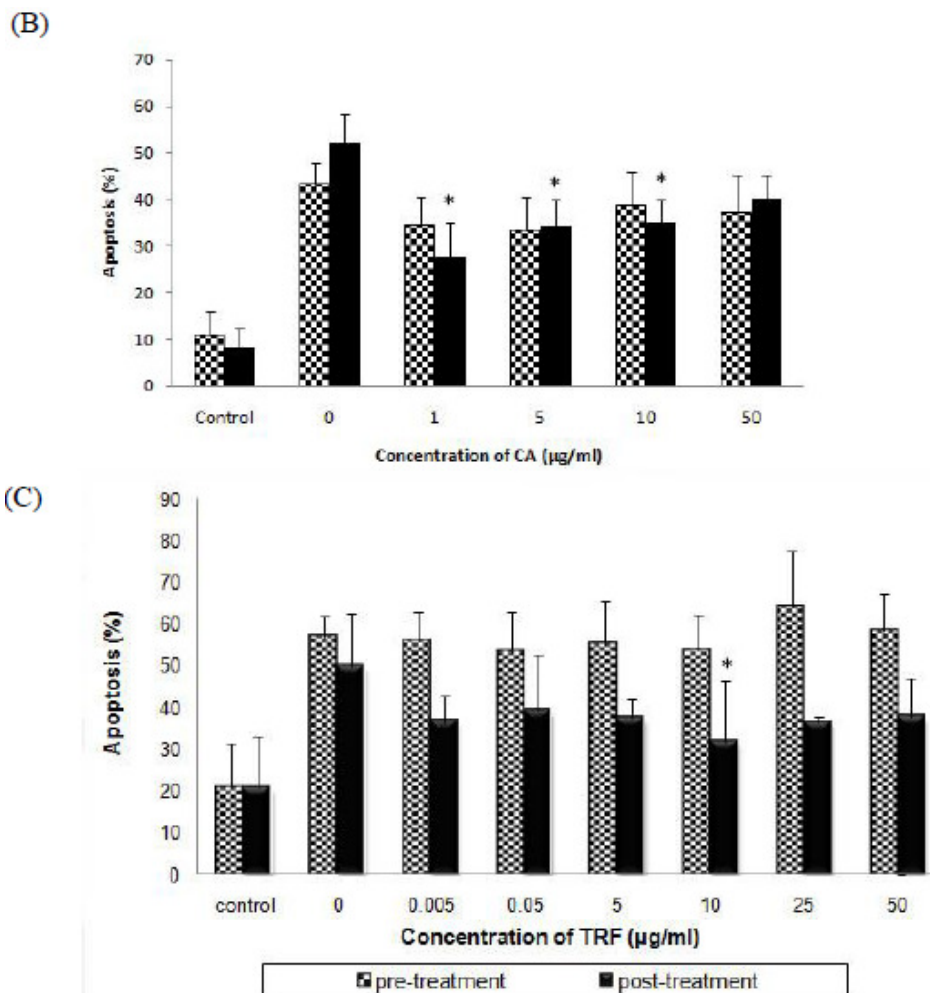 (B)
70
60
50
40
30
20
10
0
Apoptosis (%)
* * *
Control 0 1 5 10 50
Concentration of CA (µg/ml)
(C)
90
80
70
60
50
40
30
20
10
0
Apoptosis (%)
*
control 0 0.005 0.05 5 10 25 50
Concentration of TRF (µg/ml)
pre-treatment post-treatment